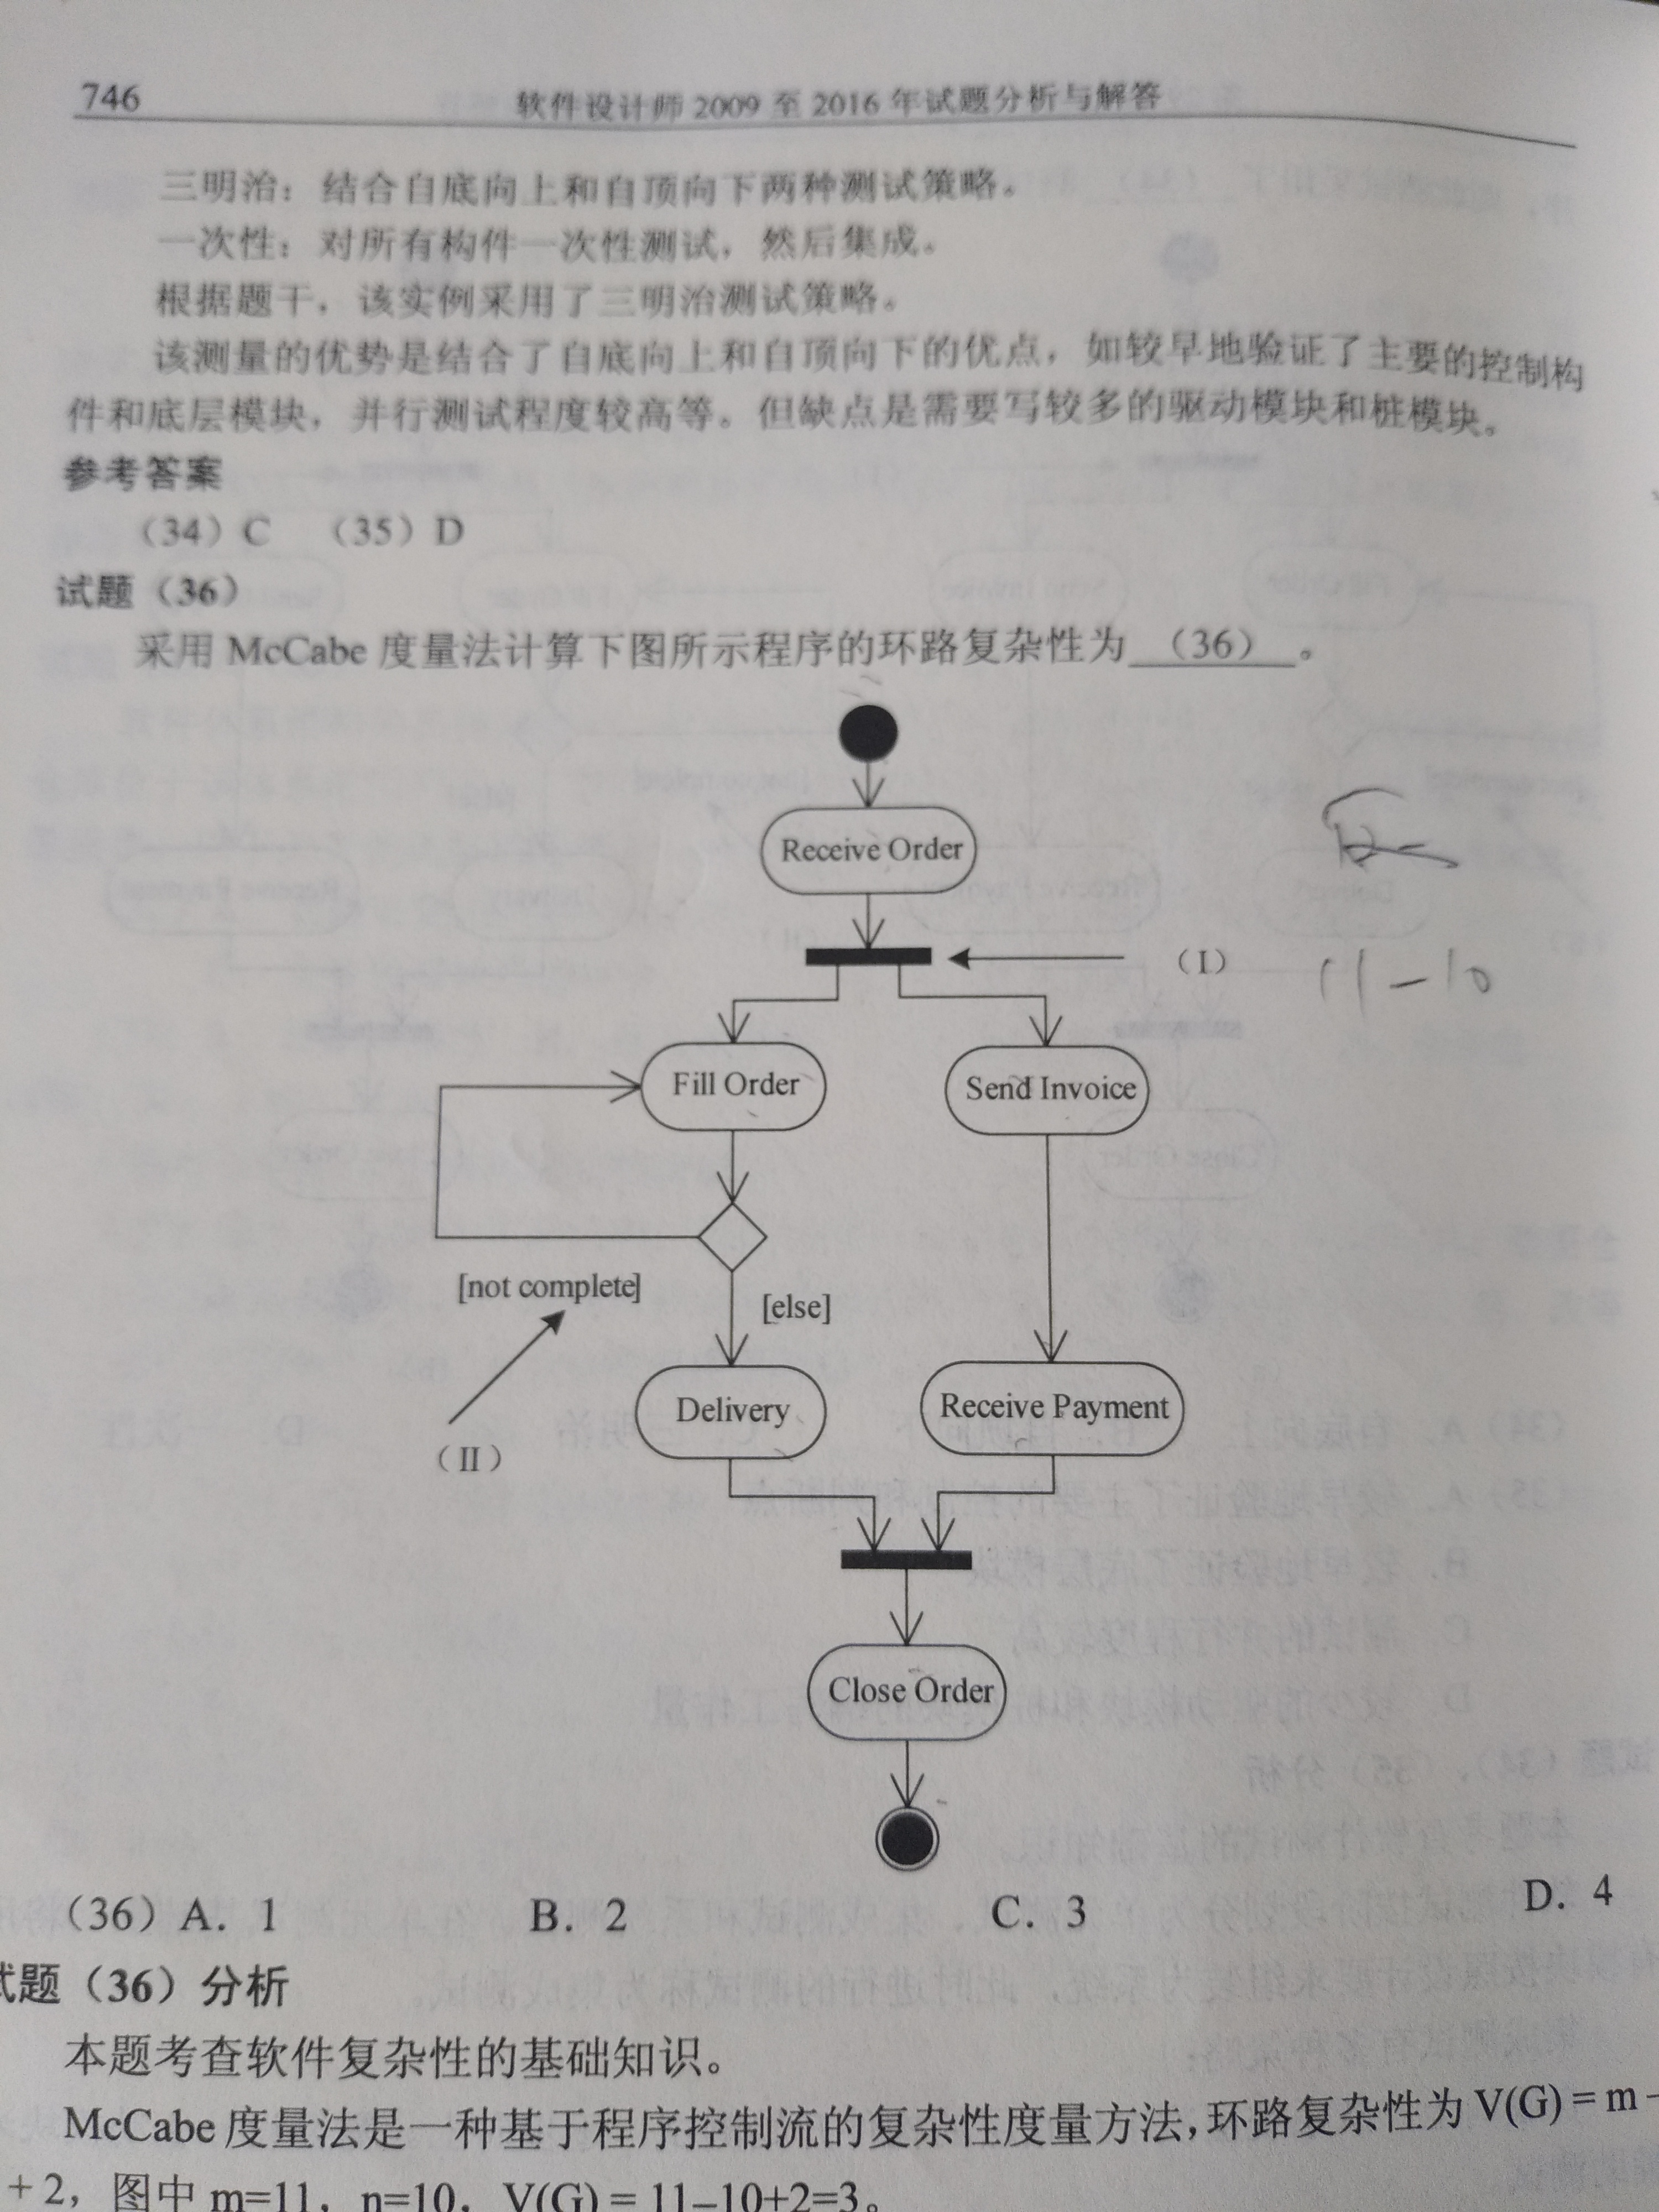 746
软件设计师 2009 至 2016 年试题分析与解答
三明治：结合自底向上和自顶向下两种测试策略。
一次性：对所有构件一次性测试，然后集成。
根据题干，该实例采用了三明治测试策略。
该测量的优势是结合了自底向上和自顶向下的优点，如较早地验证了主要的控制构
件和底层模块，并行测试程度较高等。但缺点是需要写较多的驱动模块和桩模块。
参考答案
（34）C （35）D
试题（36）
采用 McCabe 度量法计算下图所示程序的环路复杂性为 （36） 。
Receive Order
（I）
11-10
Fill Order
Send Invoice
[not complete]
[else]
Delivery
Receive Payment
（II）
Close Order
（36）A． 1 B． 2 C． 3 D． 4
试题（36）分析
本题考查软件复杂性的基础知识。
McCabe 度量法是一种基于程序控制流的复杂性度量方法,环路复杂性为 V(G) = m -
+ 2，图中 m=11，n=10，V(G) = 11–10+2=3。